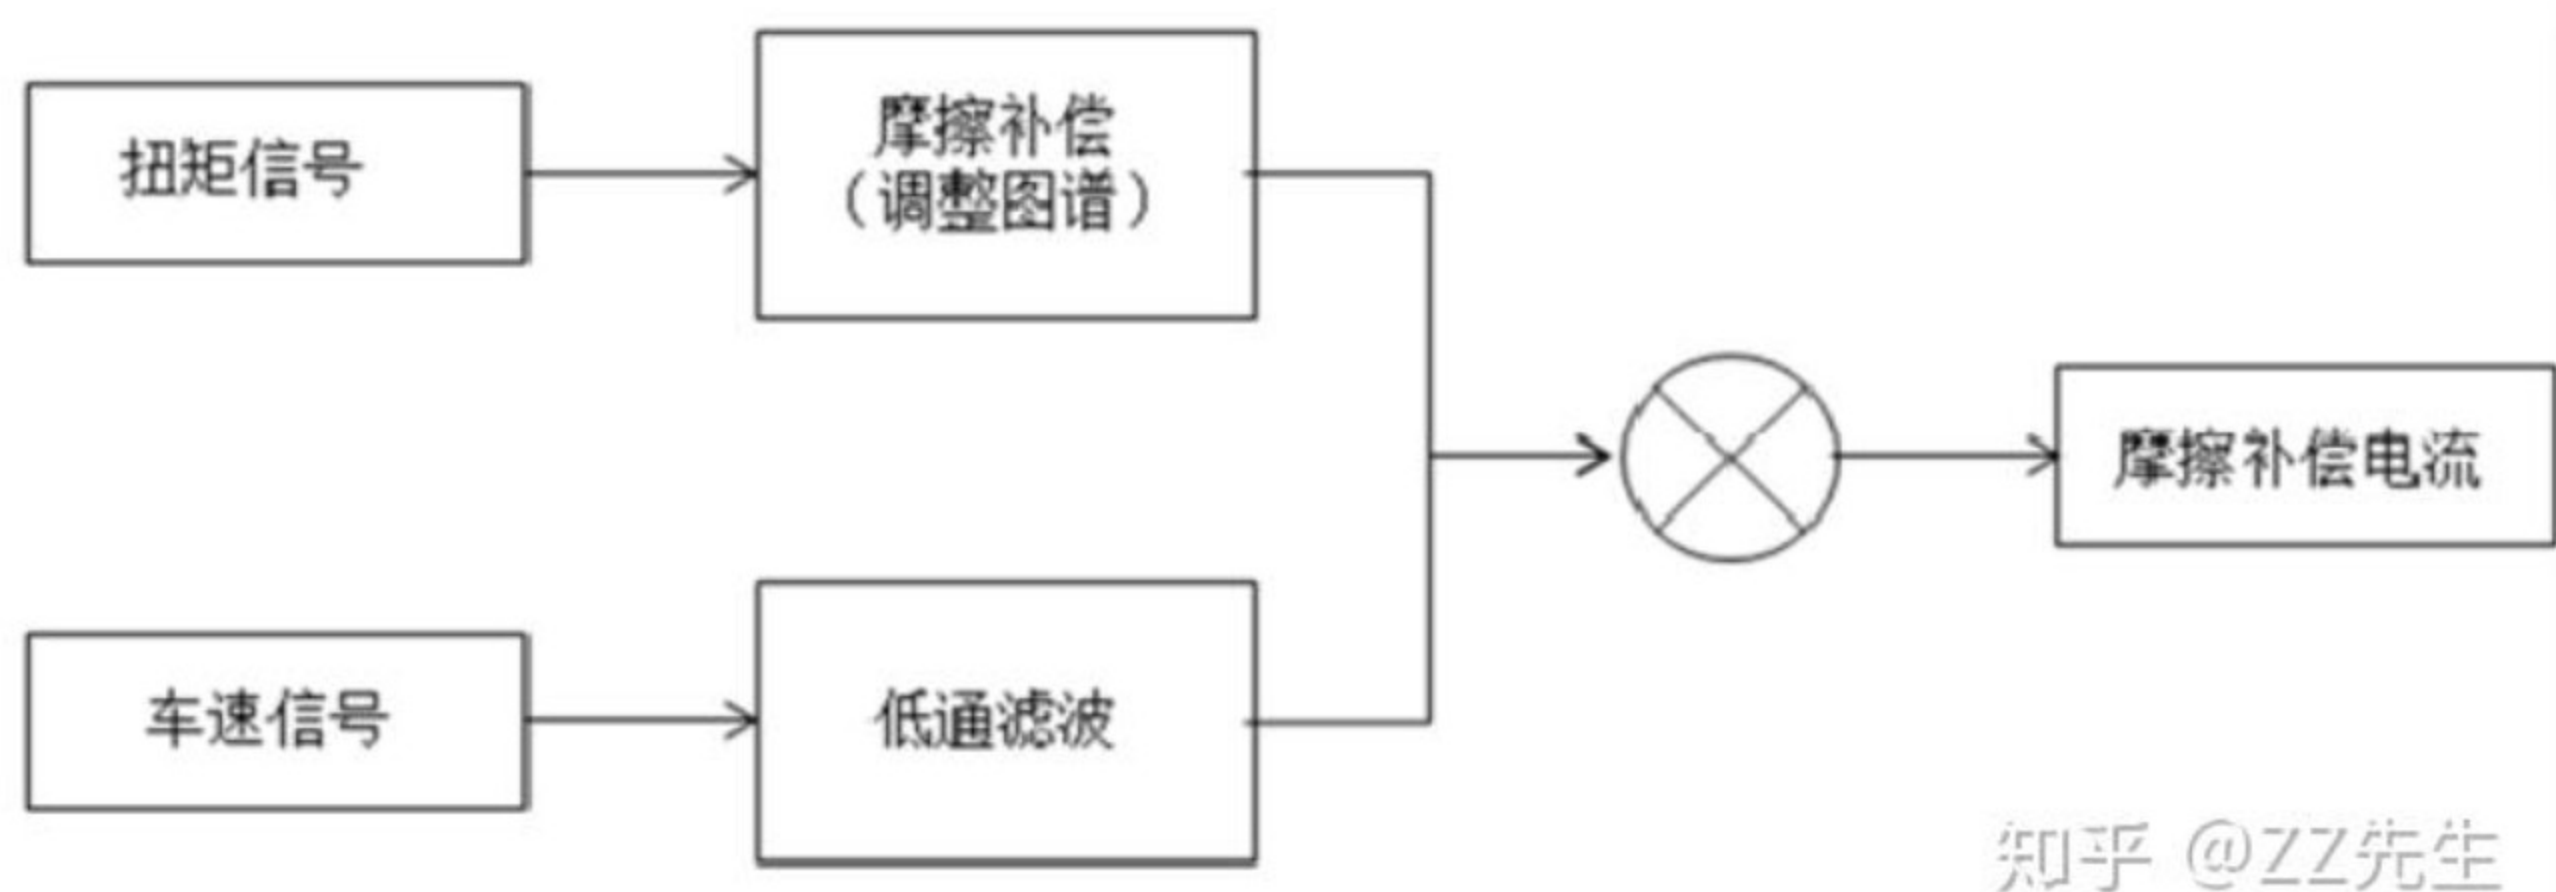 扭矩信号
摩擦补偿
（调整图谱）
摩擦补偿电流
车速信号
低通滤波
知乎 @ZZ先生